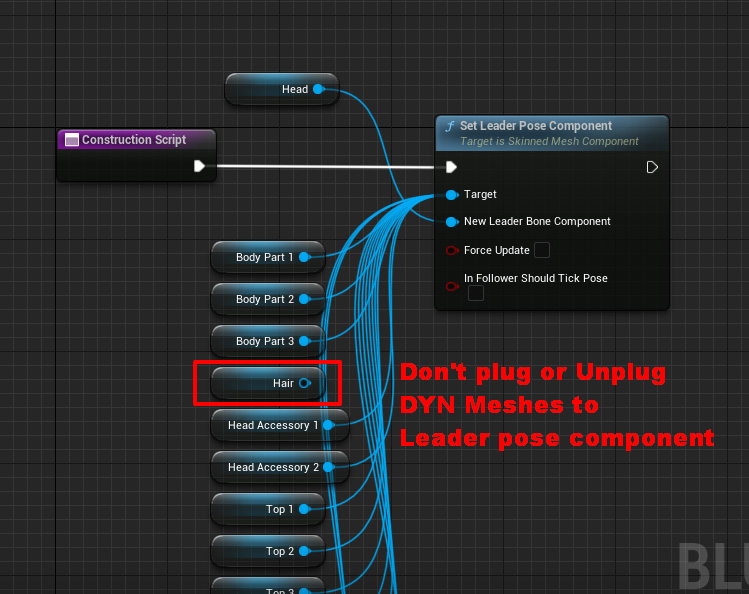 Head
Construction Script
f Set Leader Pose Component
Target is Skinned Mesh Component
Target
New Leader Bone Component
Force Update
In Follower Should Tick Pose
Body Part 1
Body Part 2
Body Part 3
Hair
Don't plug or Unplug
DYN Meshes to
Leader pose component
Head Accessory 1
Head Accessory 2
Top 1
Top 2
Top 3